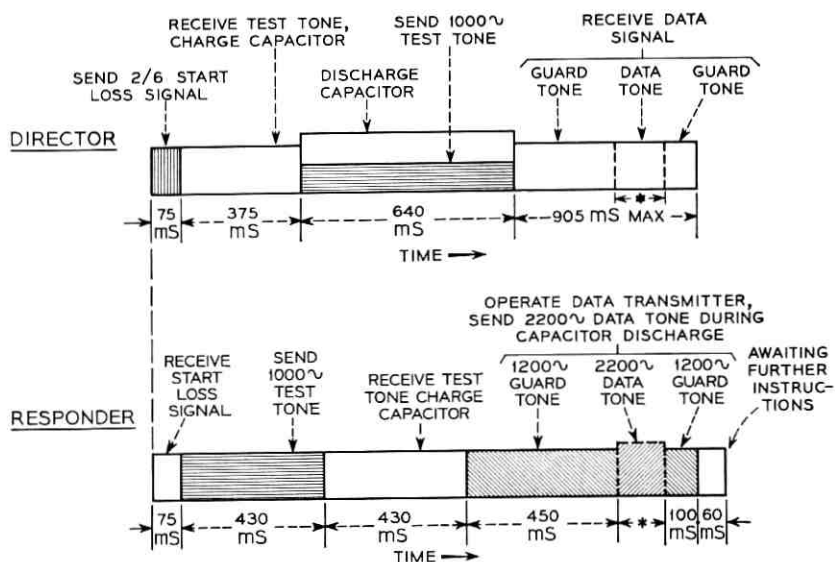 RECEIVE TEST TONE,
CHARGE CAPACITOR
SEND 1000~
TEST TONE
RECEIVE DATA
SIGNAL
SEND 2/6 START
LOSS SIGNAL
DISCHARGE
CAPACITOR
GUARD
TONE
DATA
TONE
GUARD
TONE
DIRECTOR
75
mS
375
mS
640
mS
*
905 mS MAX
TIME
OPERATE DATA TRANSMITTER,
SEND 2200~ DATA TONE DURING
CAPACITOR DISCHARGE
RECEIVE
START
LOSS
SIGNAL
SEND
1000~
TEST
TONE
RECEIVE TEST
TONE CHARGE
CAPACITOR
1200~
GUARD
TONE
2200~
DATA
TONE
1200~
GUARD
TONE
AWAITING
FURTHER
INSTRUC-
TIONS
RESPONDER
75
mS
430
mS
430
mS
450
mS
*
100
mS
60
mS
TIME